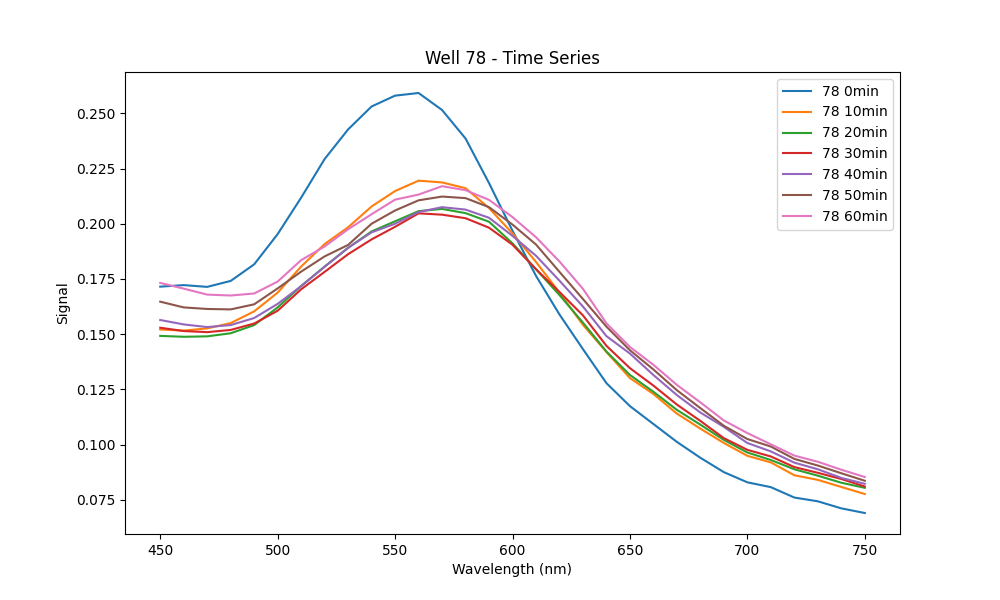 Well 78 - Time Series
78 0min
78 10min
78 20min
78 30min
78 40min
78 50min
78 60min
Signal
0.250
0.225
0.200
0.175
0.150
0.125
0.100
0.075
450 500 550 600 650 700 750
Wavelength (nm)